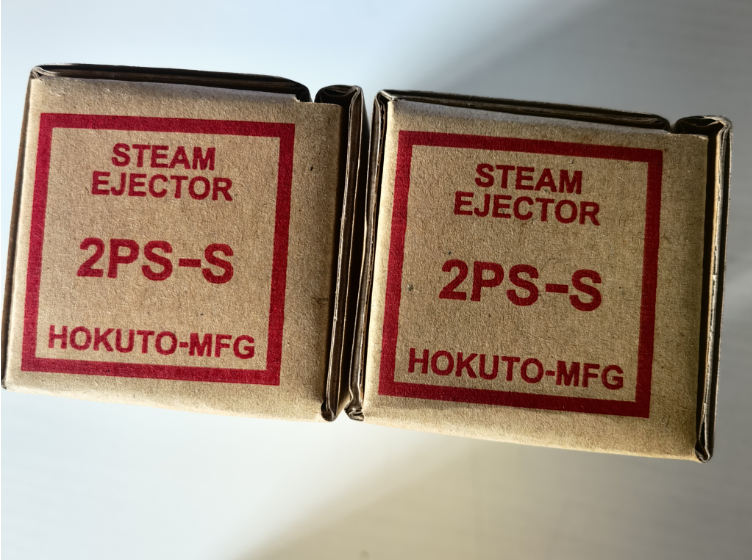 STEAM
EJECTOR
2PS-S
HOKUTO-MFG
STEAM
EJECTOR
2PS-S
HOKUTO-MFG